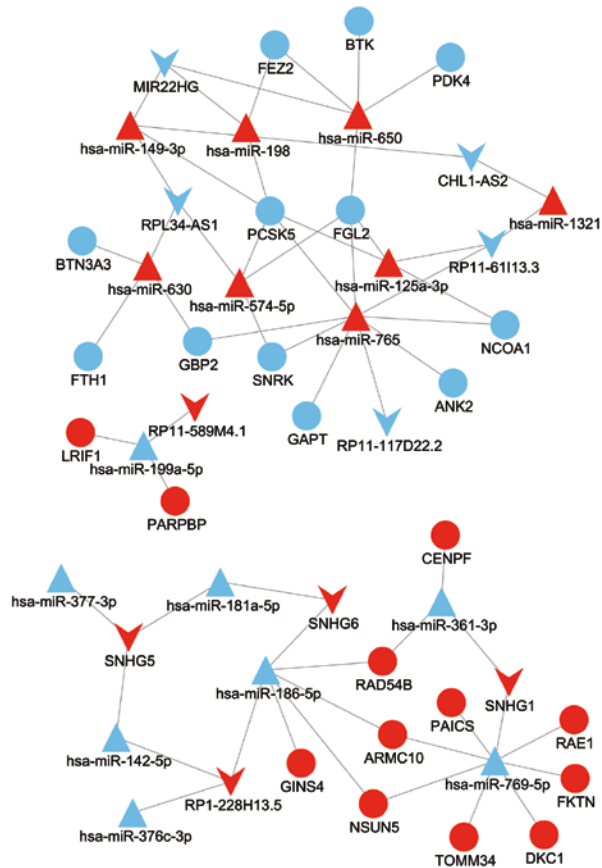 BTK
FEZ2
PDK4
MIR22HG
hsa-miR-650
hsa-miR-149-3p
hsa-miR-198
CHL1-AS2
hsa-miR-1321
RPL34-AS1
PCSK5
FGL2
BTN3A3
RP11-61I13.3
hsa-miR-630
hsa-miR-125a-3p
hsa-miR-574-5p
hsa-miR-765
NCOA1
GBP2
FTH1
SNRK
ANK2
GAPT
RP11-117D22.2
RP11-589M4.1
LRIF1
hsa-miR-199a-5p
PARPBP
CENPF
hsa-miR-377-3p
hsa-miR-181a-5p
SNHG6
hsa-miR-361-3p
SNHG5
RAD54B
hsa-miR-186-5p
SNHG1
PAICS
RAE1
ARMC10
hsa-miR-142-5p
GINS4
hsa-miR-769-5p
RP1-228H13.5
FKTN
NSUN5
hsa-miR-376c-3p
TOMM34
DKC1